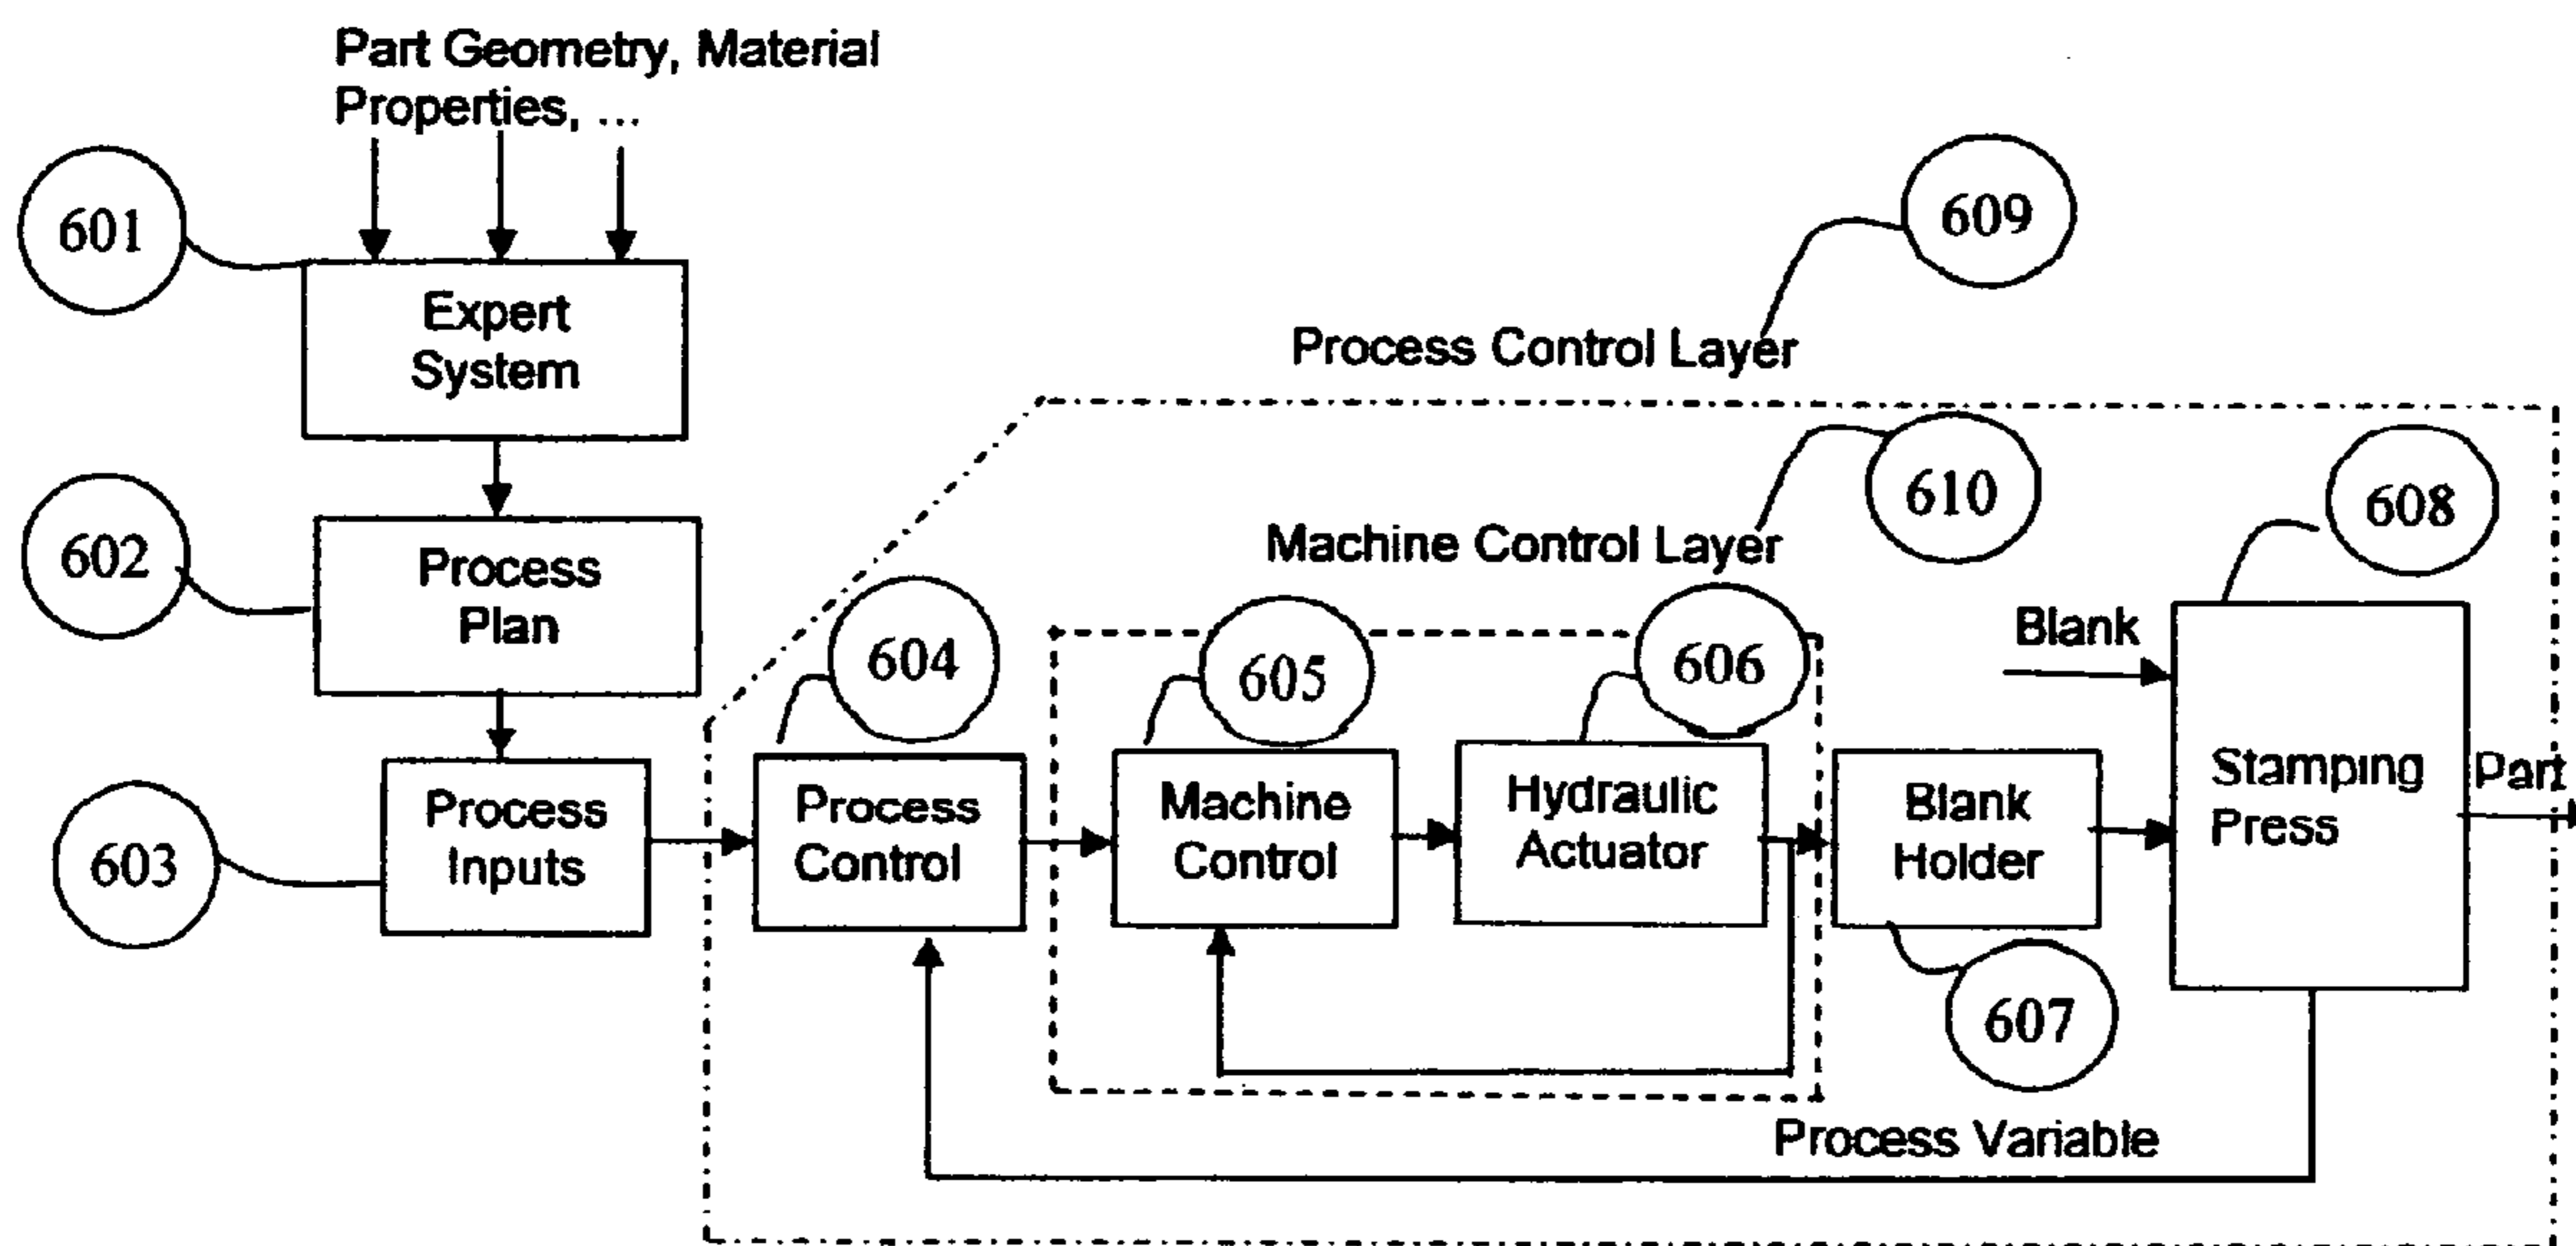 Part Geometry, Material
Properties, ...
601
Expert
System
609
Process Control Layer
602
Process
Plan
610
Machine Control Layer
608
604
605
606
Blank
603
Process
Inputs
Process
Control
Machine
Control
Hydraulic
Actuator
Blank
Holder
Stamping
Press
Part
607
Process Variable